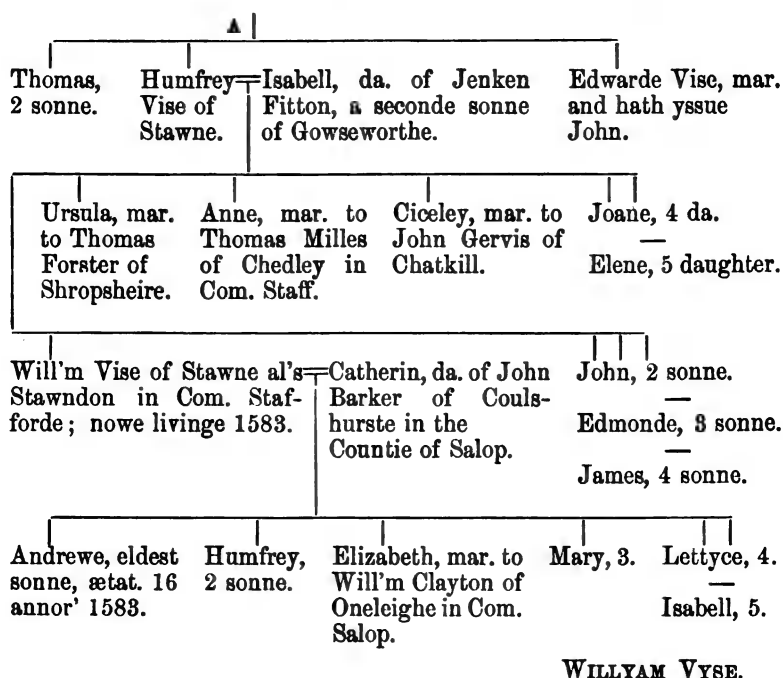 A
Thomas,
2 sonne.
Humfrey
Vise of
Stawne.
Isabell, da. of Jenken
Fitton, a seconde sonne
of Gowseworthe.
Edwarde Vise, mar.
and hath yssue
John.
Ursula, mar.
to Thomas
Forster of
Shropsheire.
Anne, mar. to
Thomas Milles
of Chedley in
Com. Staff.
Ciceley, mar. to
John Gervis of
Chatkill.
Joane, 4 da.
—
Elene, 5 daughter.
Will'm Vise of Stawne al's
Stawndon in Com. Staf-
forde; nowe livinge 1583.
Catherin, da. of John
Barker of Couls-
hurste in the
Countie of Salop.
John, 2 sonne.
—
Edmonde, 3 sonne.
—
James, 4 sonne.
Andrewe, eldest
sonne, ætat. 16
annor' 1583.
Humfrey,
2 sonne.
Elizabeth, mar. to
Will'm Clayton of
Oneleighe in Com.
Salop.
Mary, 3.
Lettyce, 4.
—
Isabell, 5.
WILLYAM VYSE.